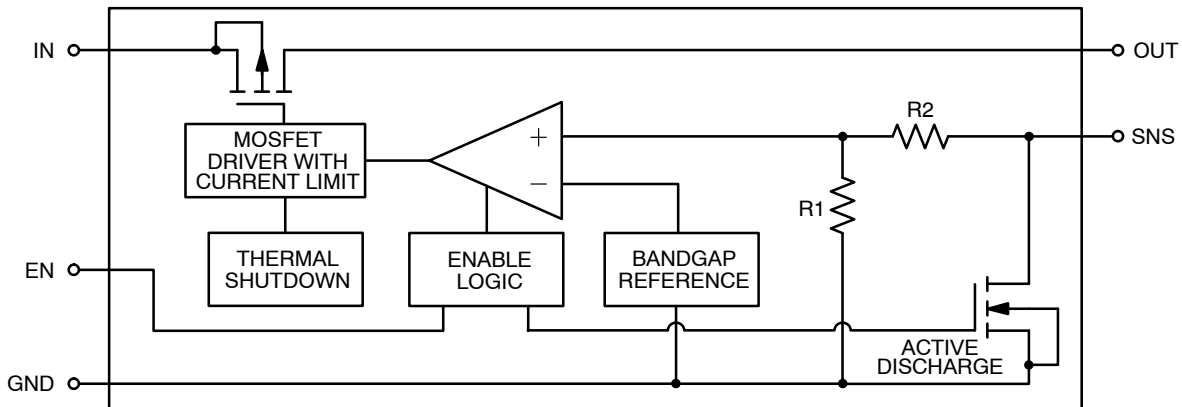 IN
OUT
R2
SNS
MOSFET
DRIVER WITH
CURRENT LIMIT
+
−
R1
THERMAL
SHUTDOWN
ENABLE
LOGIC
BANDGAP
REFERENCE
EN
ACTIVE
DISCHARGE
GND